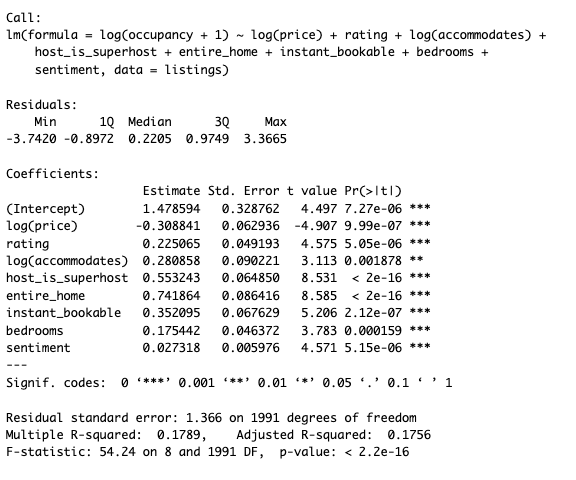 Call:
lm(formula = log(occupancy + 1) ~ log(price) + rating + log(accommodates) +
    host_is_superhost + entire_home + instant_bookable + bedrooms +
    sentiment, data = listings)

Residuals:
    Min      1Q  Median      3Q     Max
-3.7420 -0.8972  0.2205  0.9749  3.3665

Coefficients:
                   Estimate Std. Error t value Pr(>|t|)
(Intercept)        1.478594   0.328762   4.497 7.27e-06 ***
log(price)        -0.308841   0.062936  -4.907 9.99e-07 ***
rating             0.225065   0.049193   4.575 5.05e-06 ***
log(accommodates)  0.280858   0.090221   3.113 0.001878 **
host_is_superhost  0.553243   0.064850   8.531  < 2e-16 ***
entire_home        0.741864   0.086416   8.585  < 2e-16 ***
instant_bookable   0.352095   0.067629   5.206 2.12e-07 ***
bedrooms           0.175442   0.046372   3.783 0.000159 ***
sentiment          0.027318   0.005976   4.571 5.15e-06 ***
---
Signif. codes:  0 ‘***’ 0.001 ‘**’ 0.01 ‘*’ 0.05 ‘.’ 0.1 ‘ ’ 1

Residual standard error: 1.366 on 1991 degrees of freedom
Multiple R-squared:  0.1789,    Adjusted R-squared:  0.1756
F-statistic: 54.24 on 8 and 1991 DF,  p-value: < 2.2e-16